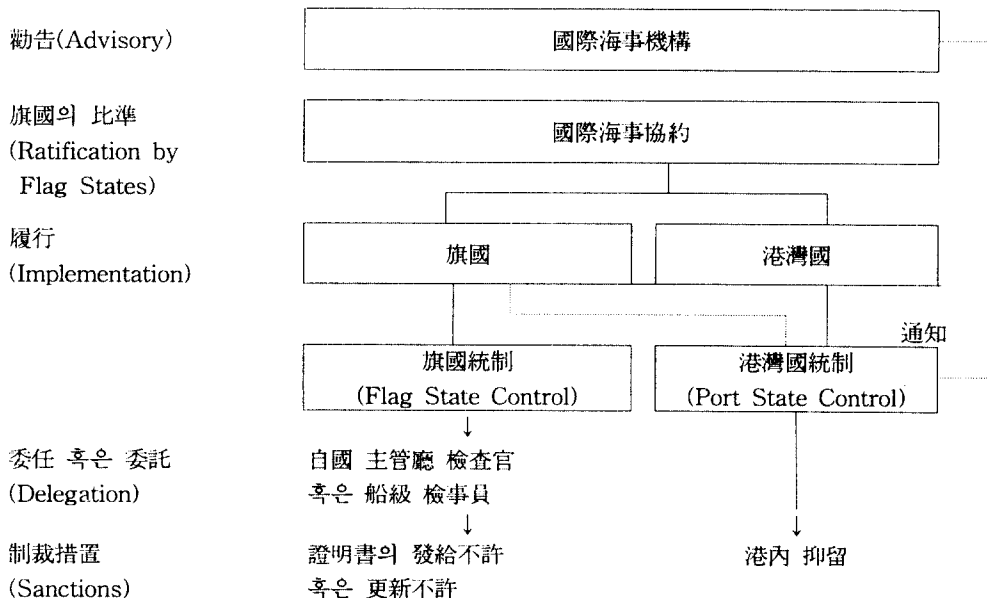 勸告(Advisory)
國際海事機構
旗國의 比準
(Ratification by
Flag States)
國際海事協約
履行
(Implementation)
旗國
港灣國
通知
旗國統制
(Flag State Control)
港灣國統制
(Port State Control)
委任 혹은 委託
(Delegation)
自國 主管廳 檢査官
혹은 船級 檢事員
制裁措置
(Sanctions)
證明書의 發給不許
혹은 更新不許
港內 抑留